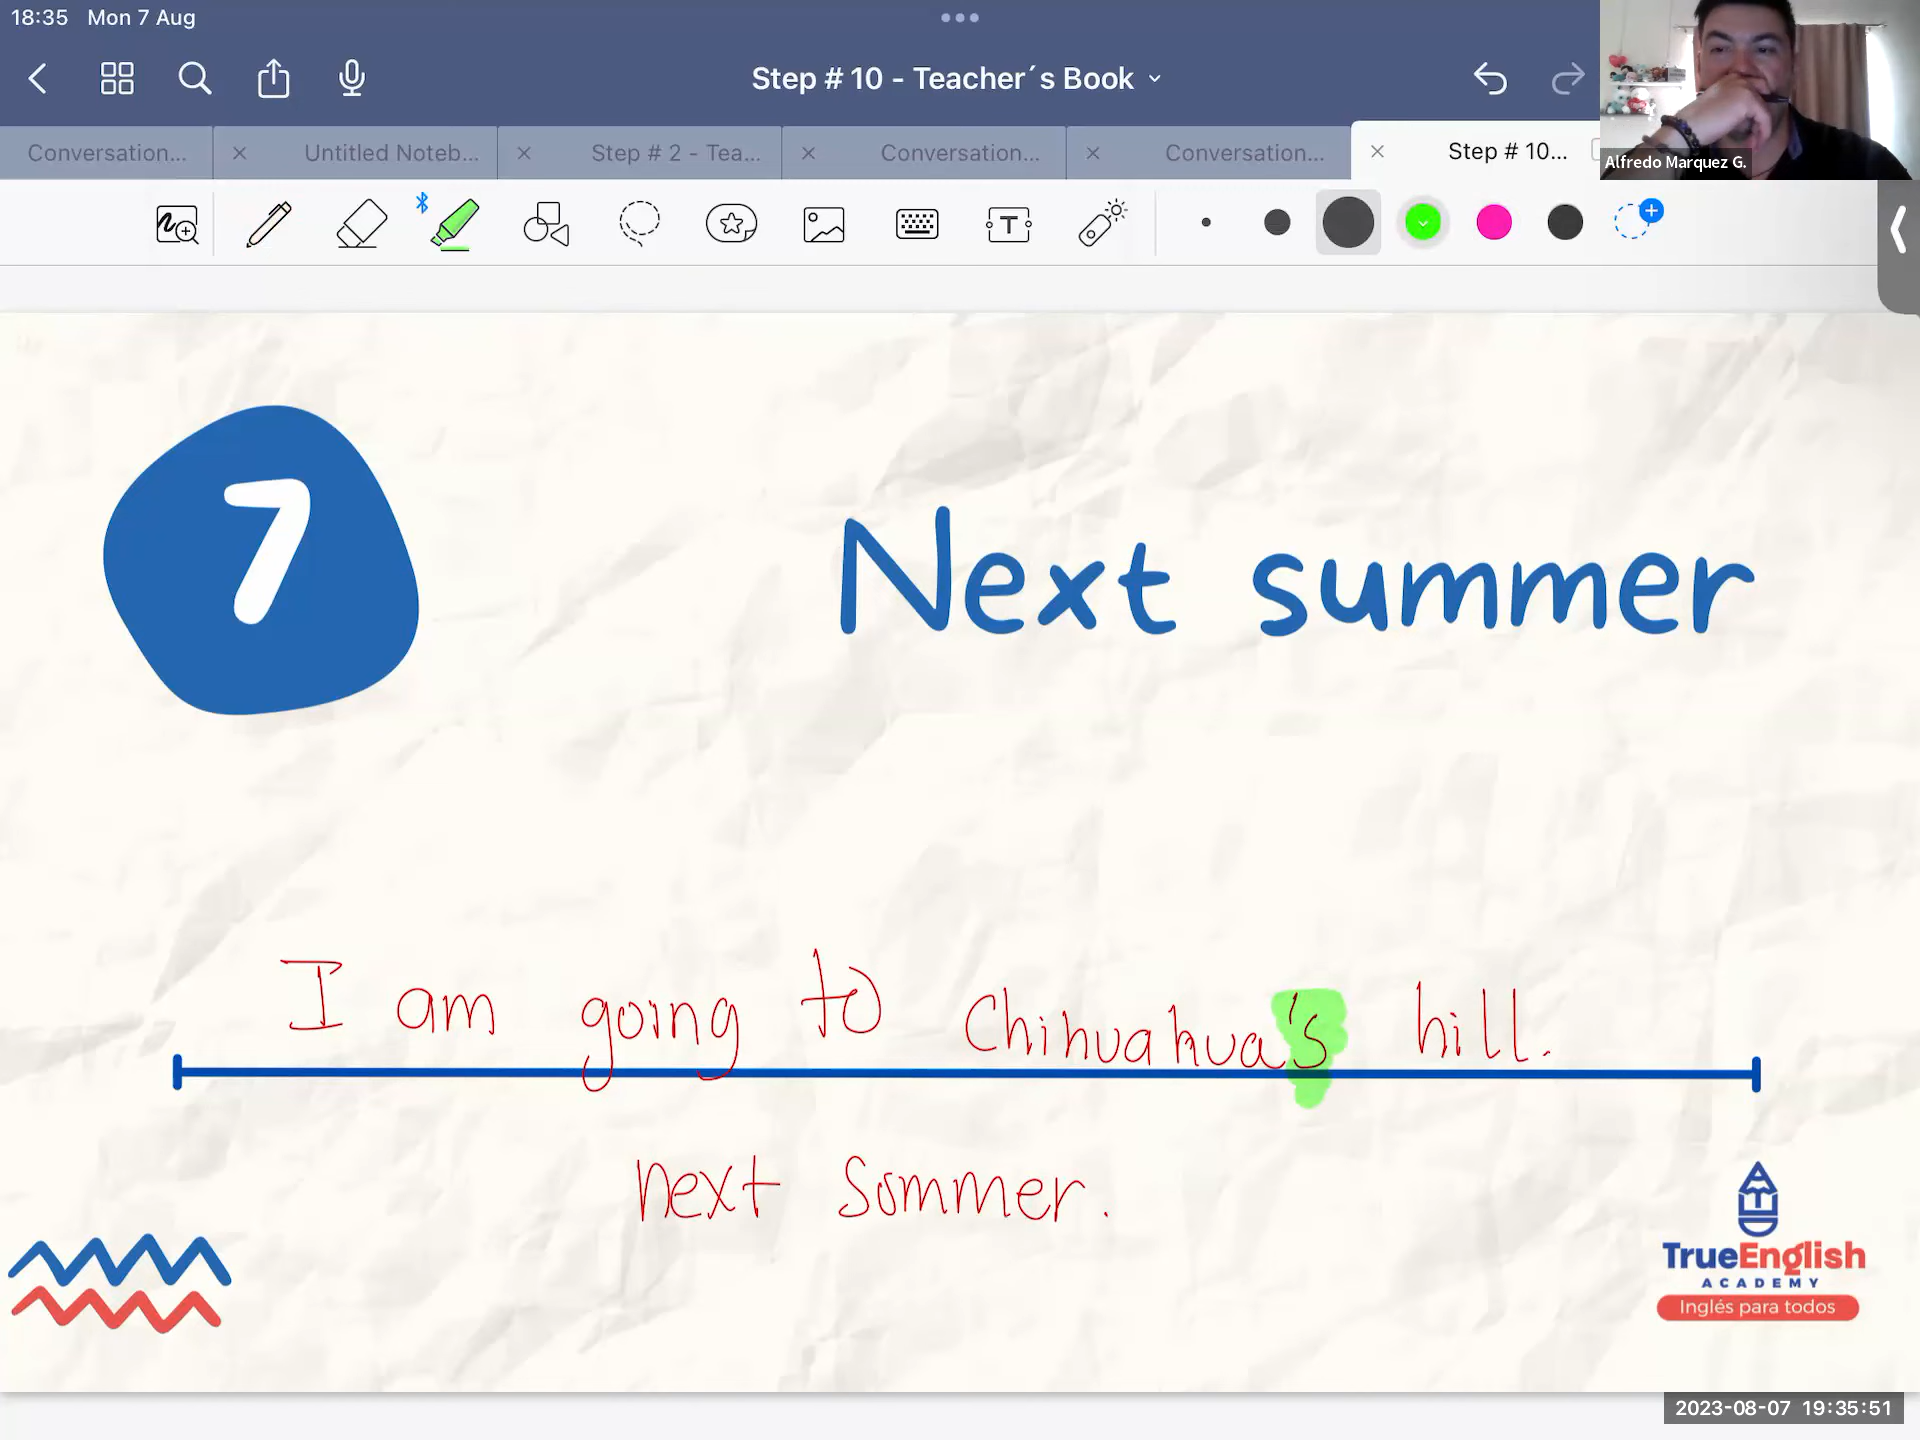 18:35 Mon 7 Aug
Step # 10 - Teacher´s Book
Alfredo Marquez G.
Conversation... Untitled Noteb... Step # 2 - Tea... Conversation... Conversation... Step # 10...
T
7
Next summer
I am going to Chihuahua's hill.
next Sommer.
TrueEnglish
ACADEMY
Inglés para todos
2023-08-07 19:35:51